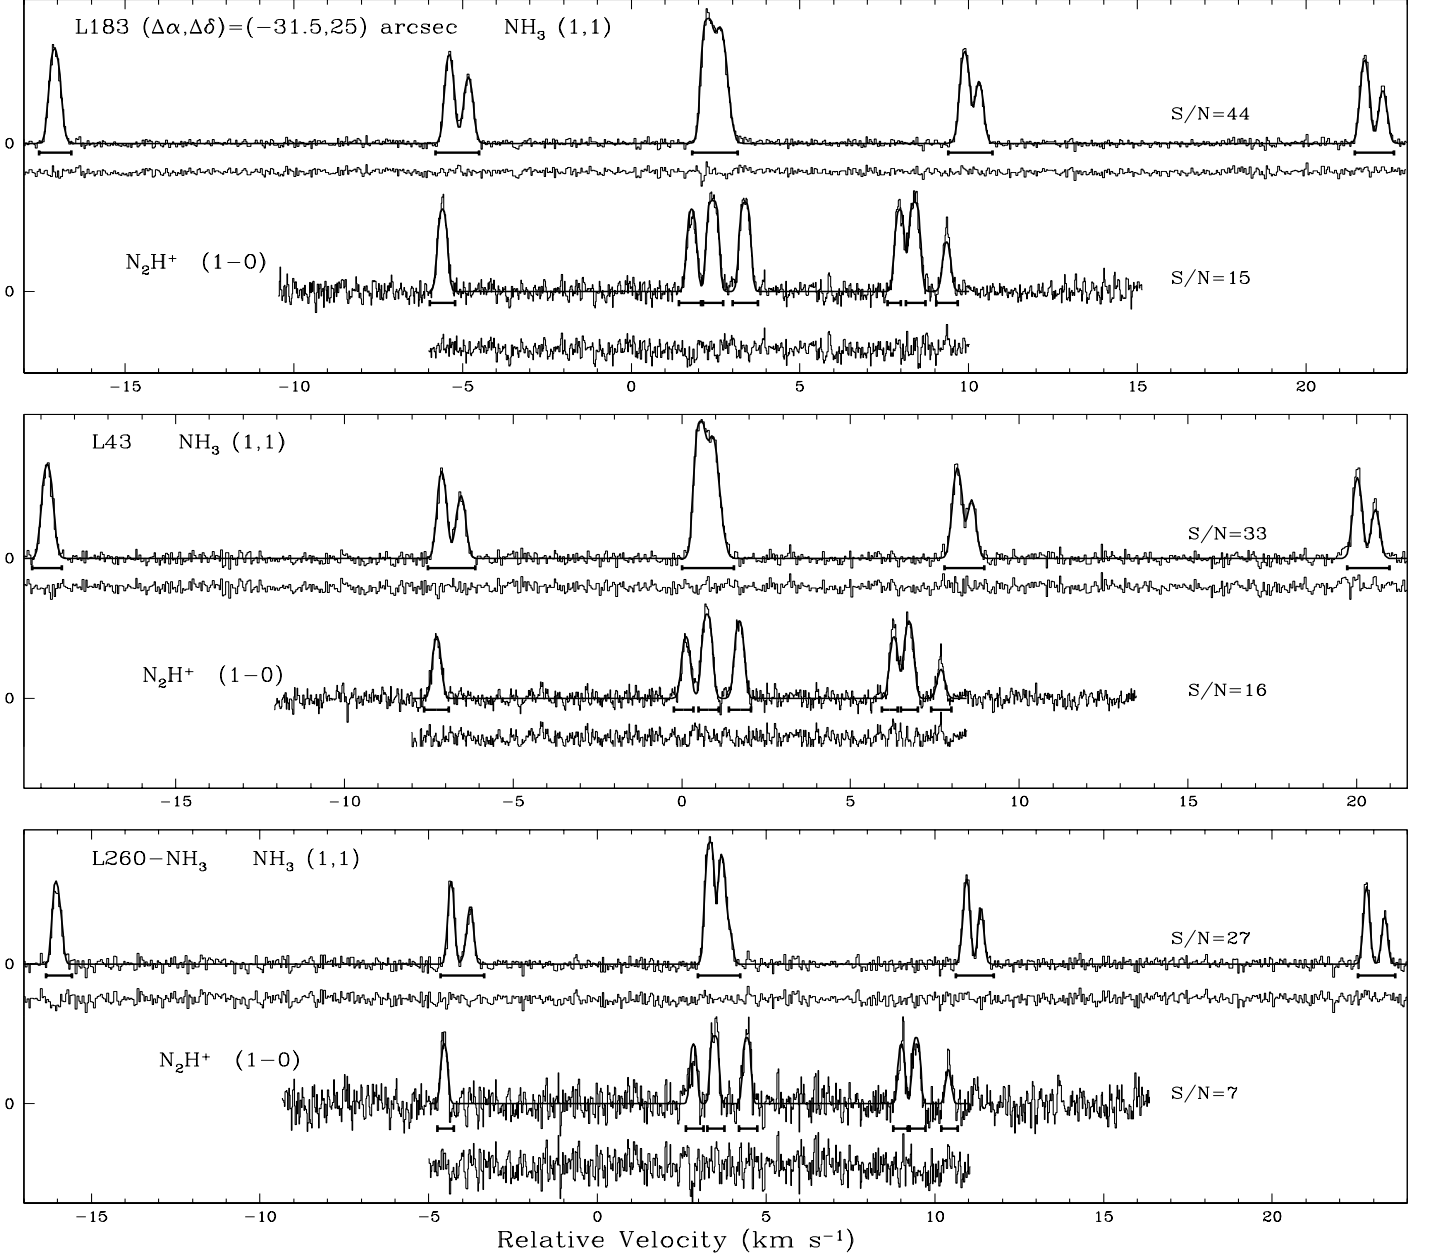 L183 (Δα,Δδ)=(−31.5,25) arcsec NH₃ (1,1)
S/N=44
0
N₂H⁺ (1−0)
S/N=15
0
−15 −10 −5 0 5 10 15 20
L43 NH₃ (1,1)
S/N=33
0
N₂H⁺ (1−0)
S/N=16
0
−15 −10 −5 0 5 10 15 20
L260−NH₃ NH₃ (1,1)
S/N=27
0
N₂H⁺ (1−0)
S/N=7
0
−15 −10 −5 0 5 10 15 20
Relative Velocity (km s⁻¹)